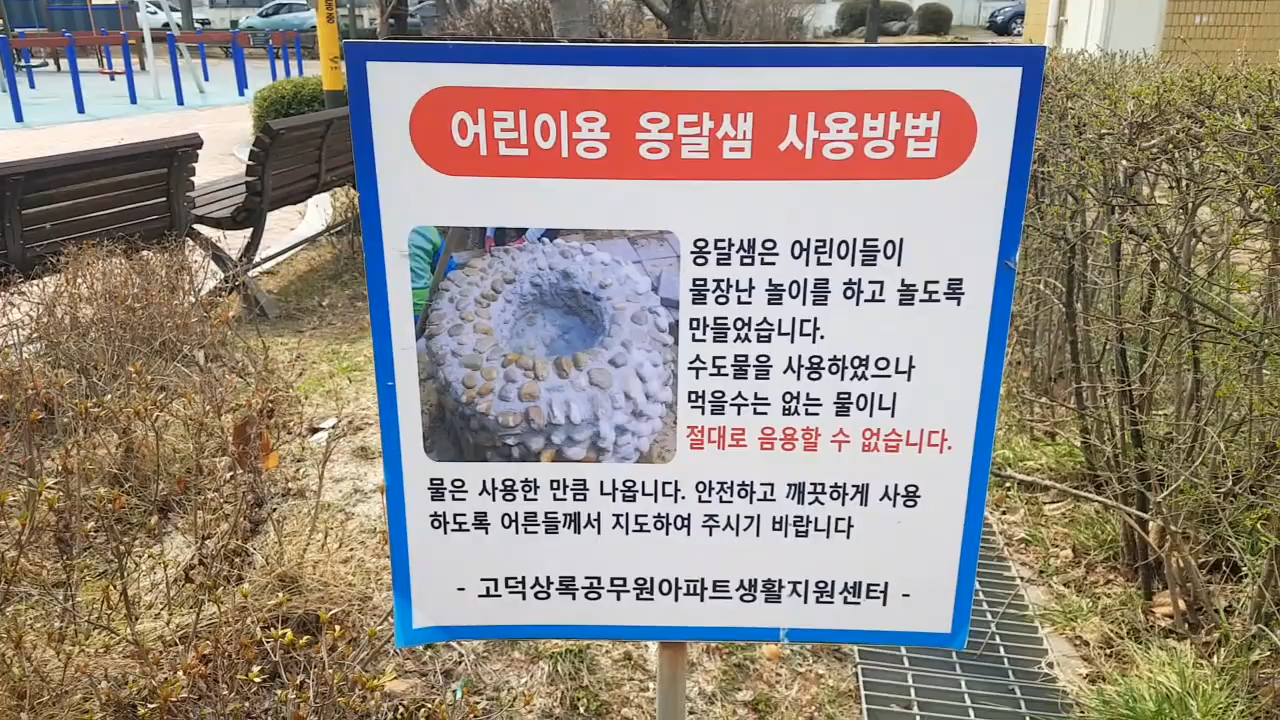 어린이용 옹달샘 사용방법
옹달샘은 어린이들이
물장난 놀이를 하고 놀도록
만들었습니다.
수도물을 사용하였으나
먹을수는 없는 물이니
절대로 음용할 수 없습니다.
물은 사용한 만큼 나옵니다. 안전하고 깨끗하게 사용
하도록 어른들께서 지도하여 주시기 바랍니다
- 고덕상록공무원아파트생활지원센터 -